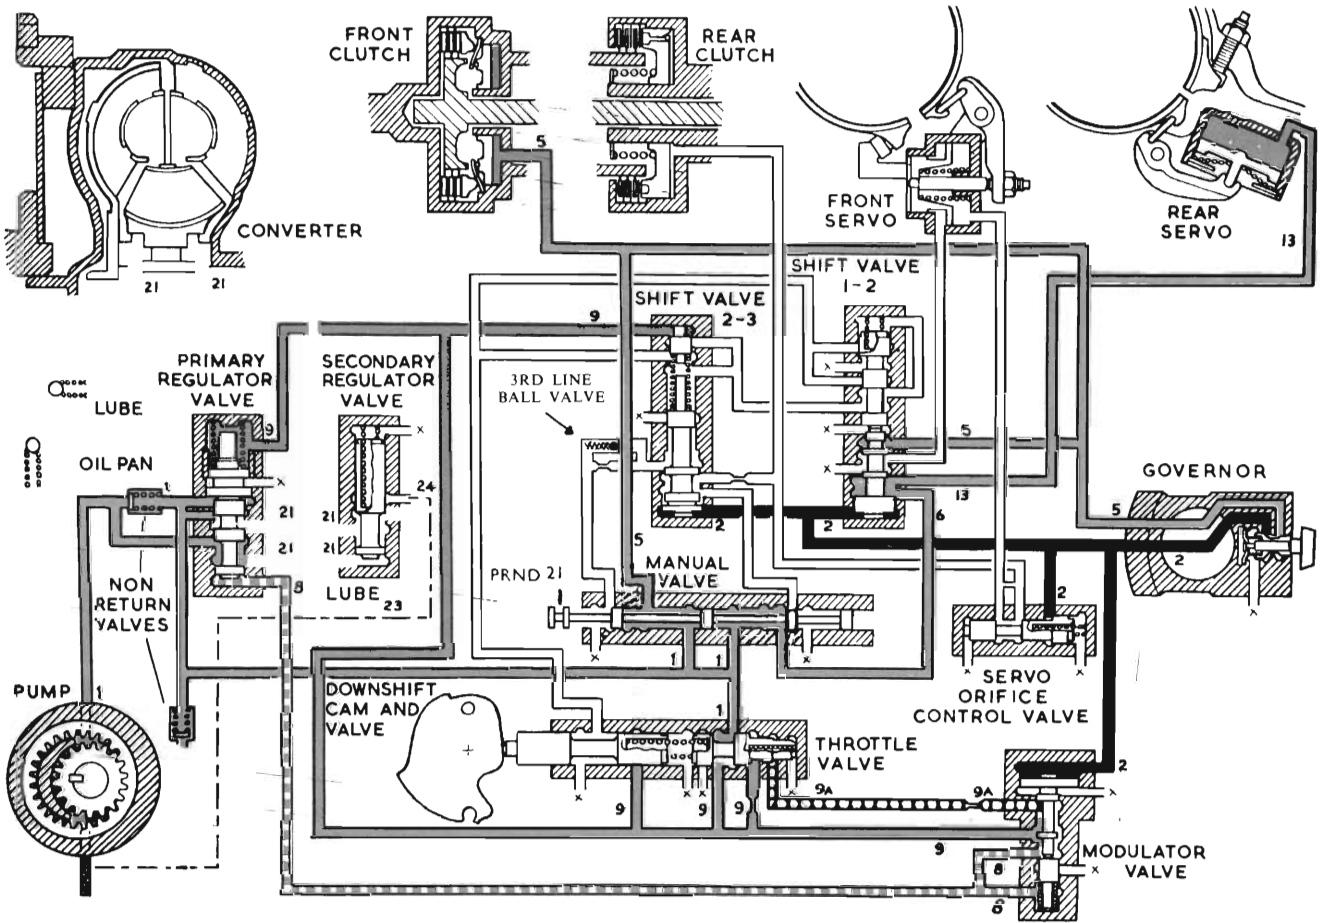 FRONT
CLUTCH
REAR
CLUTCH
5
FRONT
SERVO
REAR
SERVO
13
CONVERTER
21
21
SHIFT VALVE
1-2
SHIFT VALVE
2-3
9
PRIMARY
REGULATOR
VALVE
SECONDARY
REGULATOR
VALVE
3RD LINE
BALL VALVE
LUBE
9
x
x
x
x
x
5
OIL PAN
1
x
x
24
13
6
GOVERNOR
5
21
21
1
21
21
2
2
2
5
NON
RETURN
VALVES
8
LUBE
23
PRND 21
MANUAL
VALVE
2
x
x
x
1
1
x
x
x
PUMP
1
DOWNSHIFT
CAM AND
VALVE
1
SERVO
ORIFICE
CONTROL VALVE
THROTTLE
VALVE
x
x
x
x
2
x
9
9
9
9A
9A
9
MODULATOR
VALVE
x
8
8